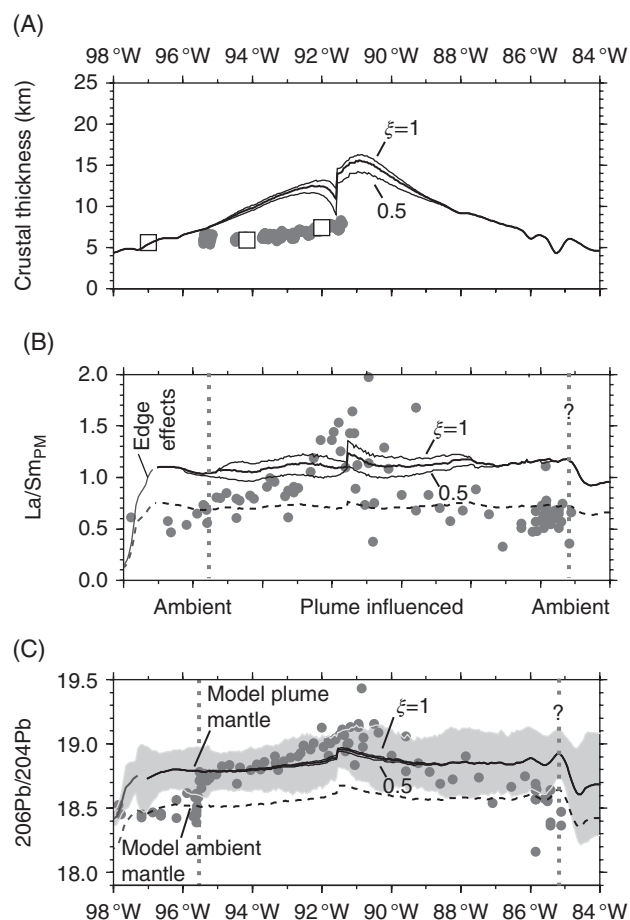 (A)
98 °W 96 °W 94 °W 92 °W 90 °W 88 °W 86 °W 84 °W
Crustal thickness (km)
25
20
15
10
5
0
ξ=1
0.5
(B)
La/SmPM
2.0
1.5
1.0
0.5
0.0
Edge
effects
ξ=1
0.5
?
Ambient Plume influenced Ambient
(C)
206Pb/204Pb
19.5
19.0
18.5
18.0
Model plume
mantle
ξ=1
0.5
?
Model ambient
mantle
98 °W 96 °W 94 °W 92 °W 90 °W 88 °W 86 °W 84 °W